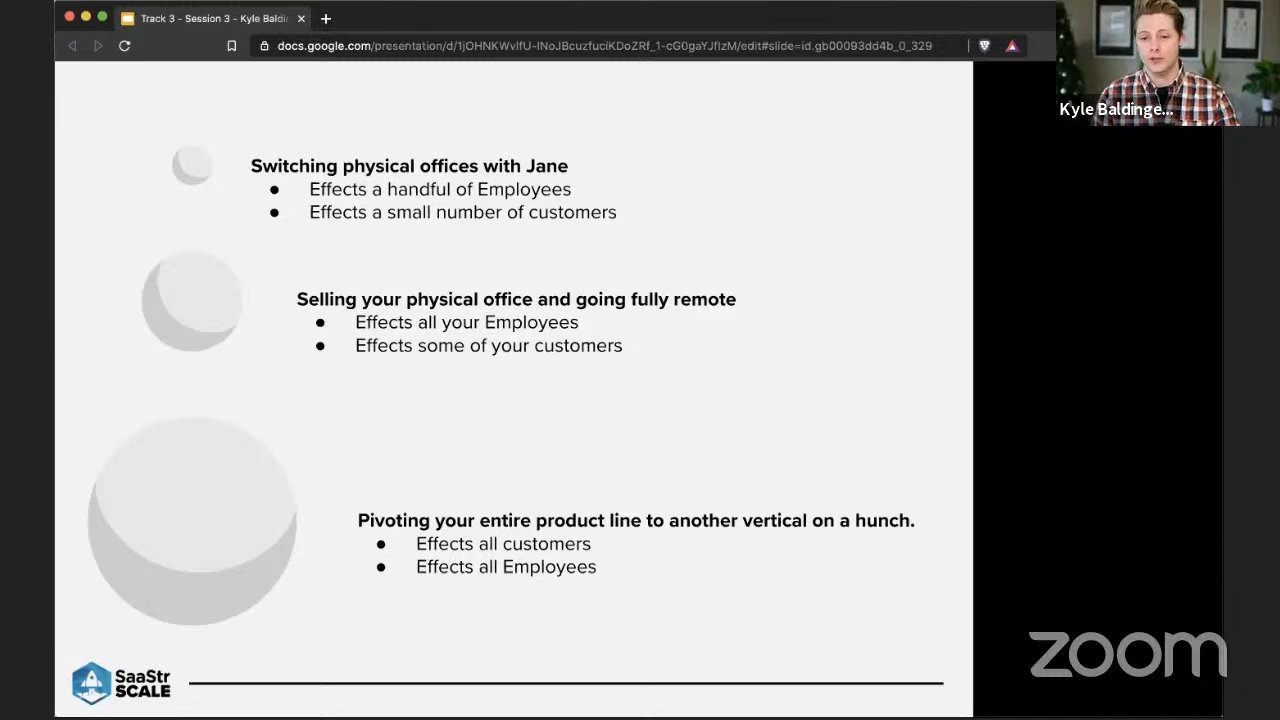 Track 3 - Session 3 - Kyle Baldi
docs.google.com/presentation/d/1jOHNKWvlfU-lNoJBcuzfuciKDoZRf_1-cG0gaYJflzM/edit#slide=id.gb00093dd4b_0_329
Kyle Baldinge...
Switching physical offices with Jane
● Effects a handful of Employees
● Effects a small number of customers
Selling your physical office and going fully remote
● Effects all your Employees
● Effects some of your customers
Pivoting your entire product line to another vertical on a hunch.
● Effects all customers
● Effects all Employees
SaaStr
SCALE
zoom